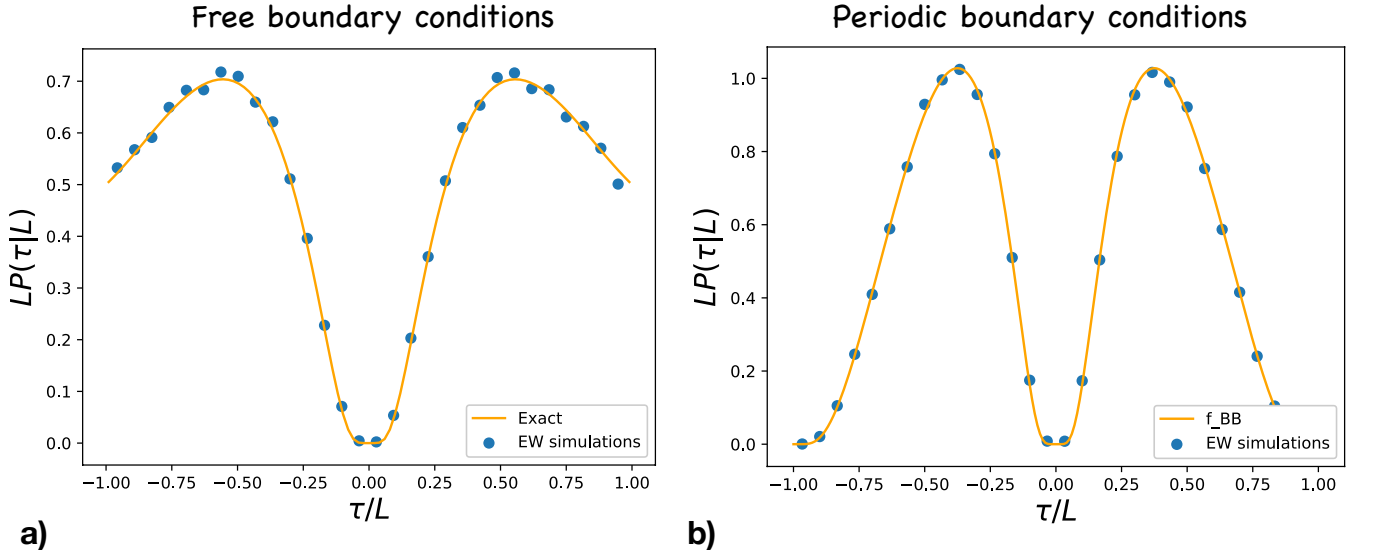 Free boundary conditions
0.7
0.6
0.5
0.4
0.3
0.2
0.1
0.0
LP(τ|L)
Exact
EW simulations
−1.00 −0.75 −0.50 −0.25 0.00 0.25 0.50 0.75 1.00
τ/L
a)
Periodic boundary conditions
1.0
0.8
0.6
0.4
0.2
0.0
LP(τ|L)
f_BB
EW simulations
−1.00 −0.75 −0.50 −0.25 0.00 0.25 0.50 0.75 1.00
τ/L
b)